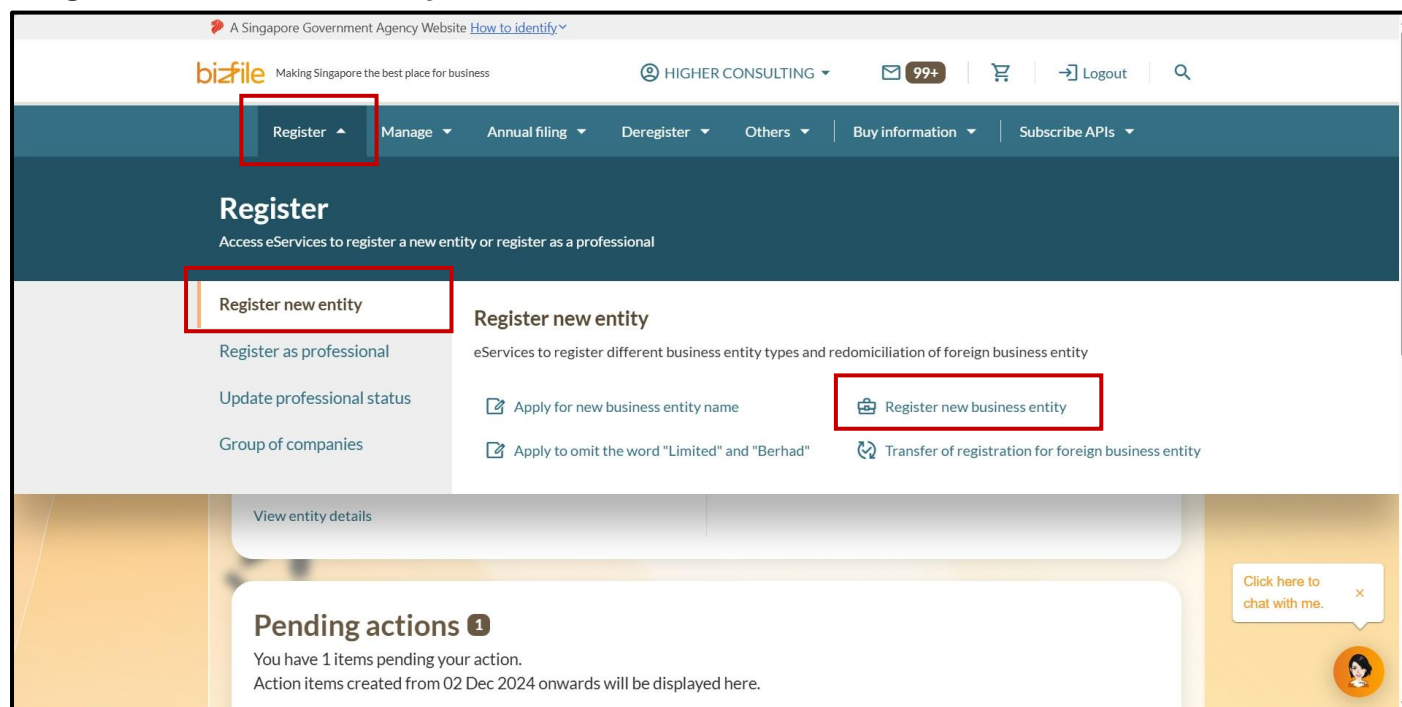 A Singapore Government Agency Website How to identify
bizfile Making Singapore the best place for business HIGHER CONSULTING 99+ Logout
Register Manage Annual filing Deregister Others Buy information Subscribe APIs
Register
Access eServices to register a new entity or register as a professional
Register new entity
Register as professional
Update professional status
Group of companies
Register new entity
eServices to register different business entity types and redomiciliation of foreign business entity
Apply for new business entity name Register new business entity
Apply to omit the word "Limited" and "Berhad" Transfer of registration for foreign business entity
View entity details
Pending actions 1
You have 1 items pending your action.
Action items created from 02 Dec 2024 onwards will be displayed here.
Click here to
chat with me.